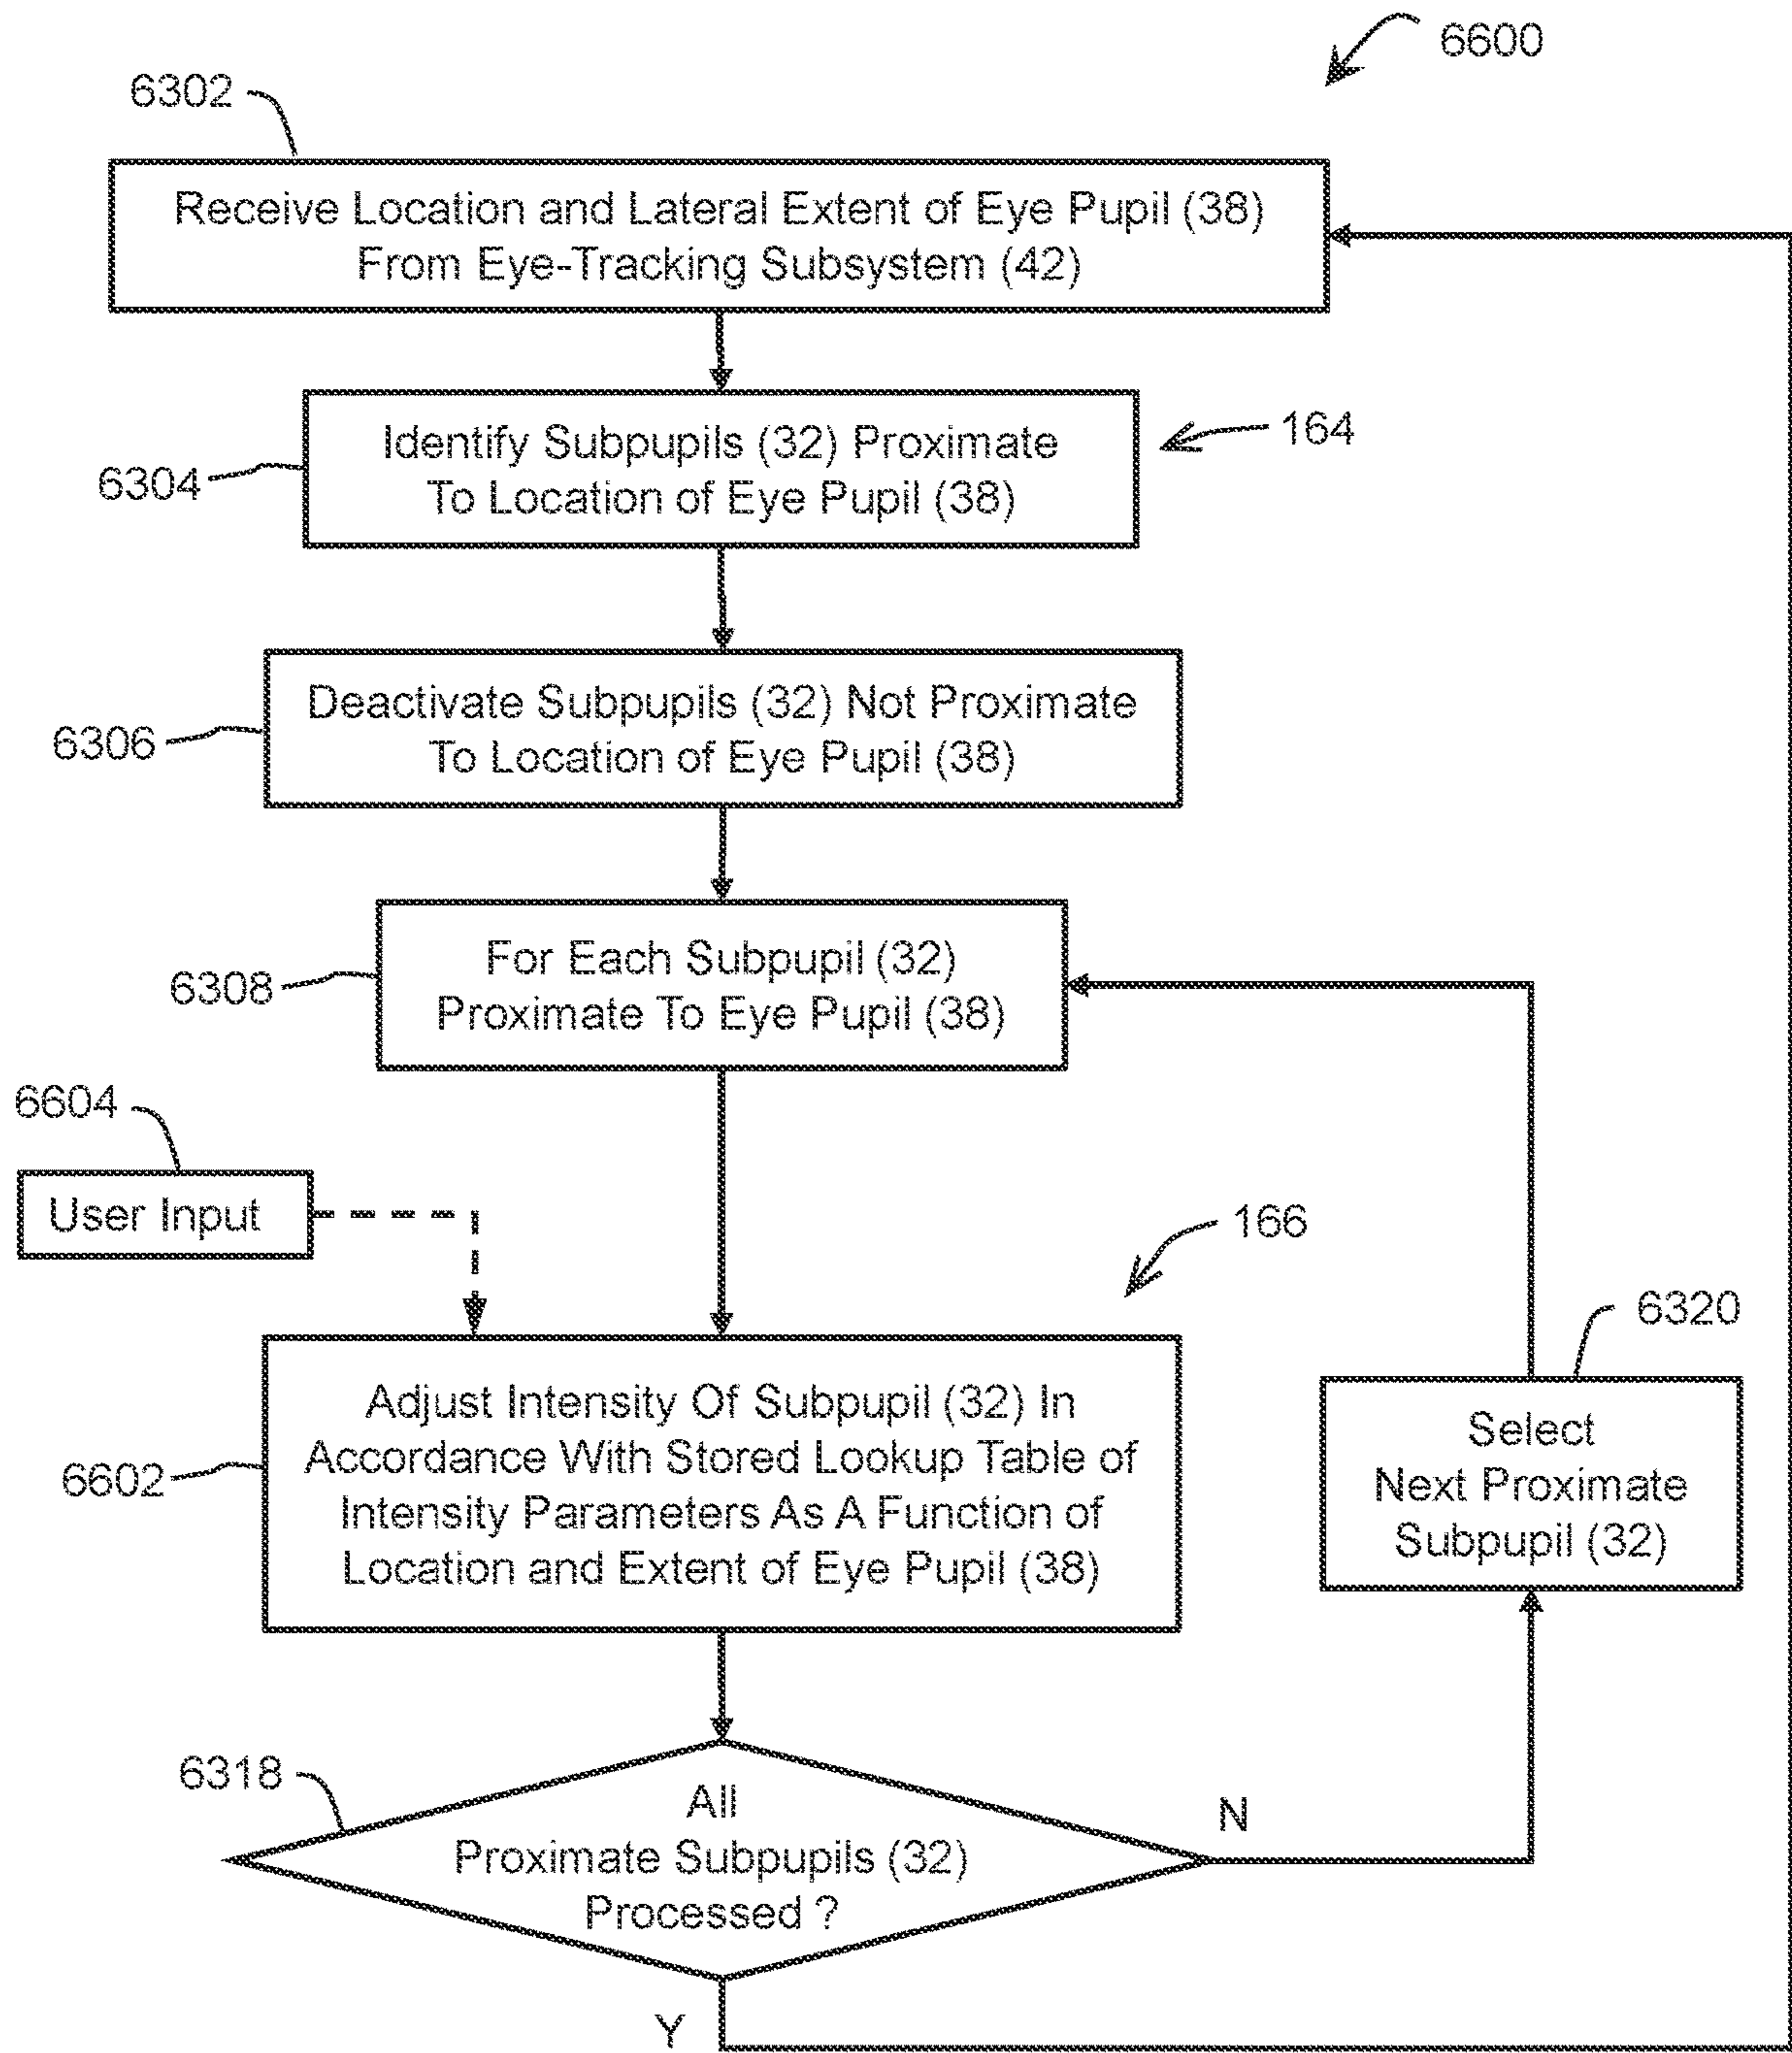 6600
6302
Receive Location and Lateral Extent of Eye Pupil (38)
From Eye-Tracking Subsystem (42)
164
Identify Subpupils (32) Proximate
To Location of Eye Pupil (38)
6304
Deactivate Subpupils (32) Not Proximate
To Location of Eye Pupil (38)
6306
For Each Subpupil (32)
Proximate To Eye Pupil (38)
6308
6604
User Input
166
6320
Adjust Intensity Of Subpupil (32) In
Accordance With Stored Lookup Table of
Intensity Parameters As A Function of
Location and Extent of Eye Pupil (38)
6602
Select
Next Proximate
Subpupil (32)
6318
All
Proximate Subpupils (32)
Processed ?
N
Y